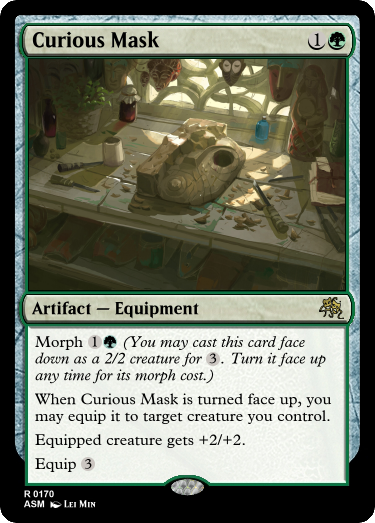 Curious Mask 1
Artifact — Equipment
Morph 1 (You may cast this card face
down as a 2/2 creature for 3. Turn it face up
any time for its morph cost.)
When Curious Mask is turned face up, you
may equip it to target creature you control.
Equipped creature gets +2/+2.
Equip 3
R 0170
ASM Lei Min